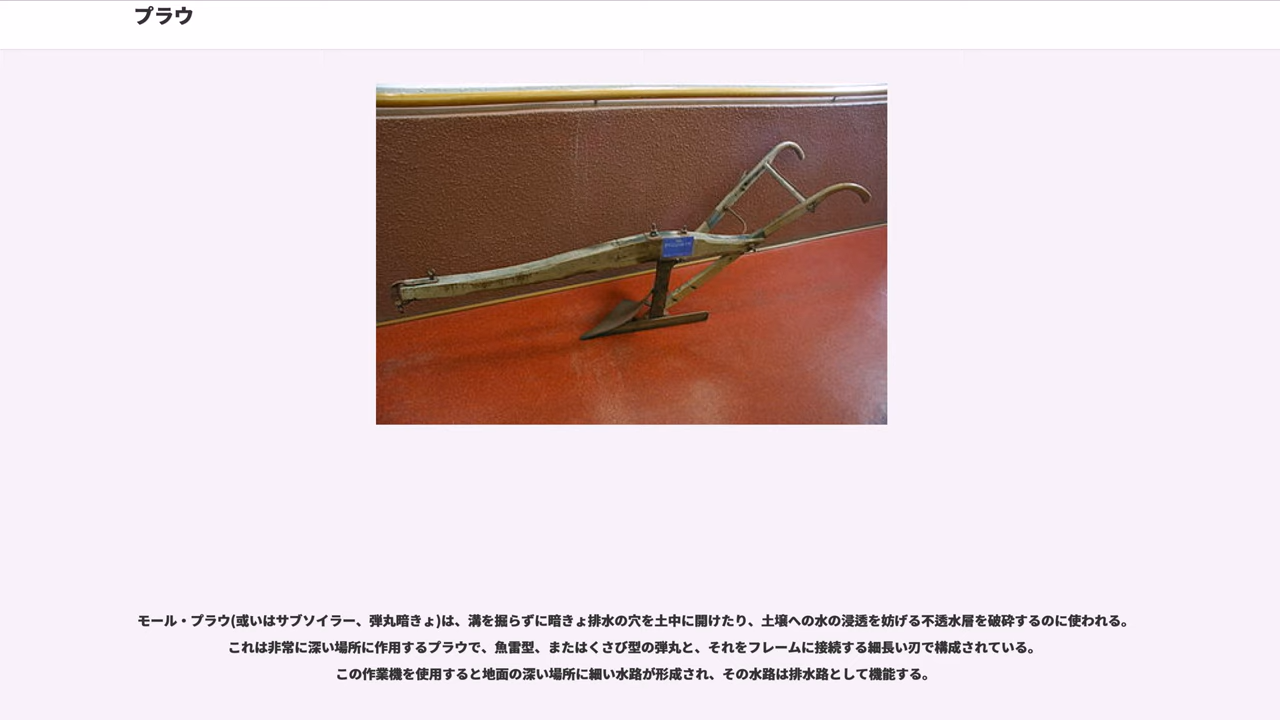 プラウ
モール・プラウ(或いはサブソイラー、弾丸暗きょ)は、溝を掘らずに暗きょ排水の穴を土中に開けたり、土壌への水の浸透を妨げる不透水層を破砕するのに使われる。
これは非常に深い場所に作用するプラウで、魚雷型、またはくさび型の弾丸と、それをフレームに接続する細長い刃で構成されている。
この作業機を使用すると地面の深い場所に細い水路が形成され、その水路は排水路として機能する。